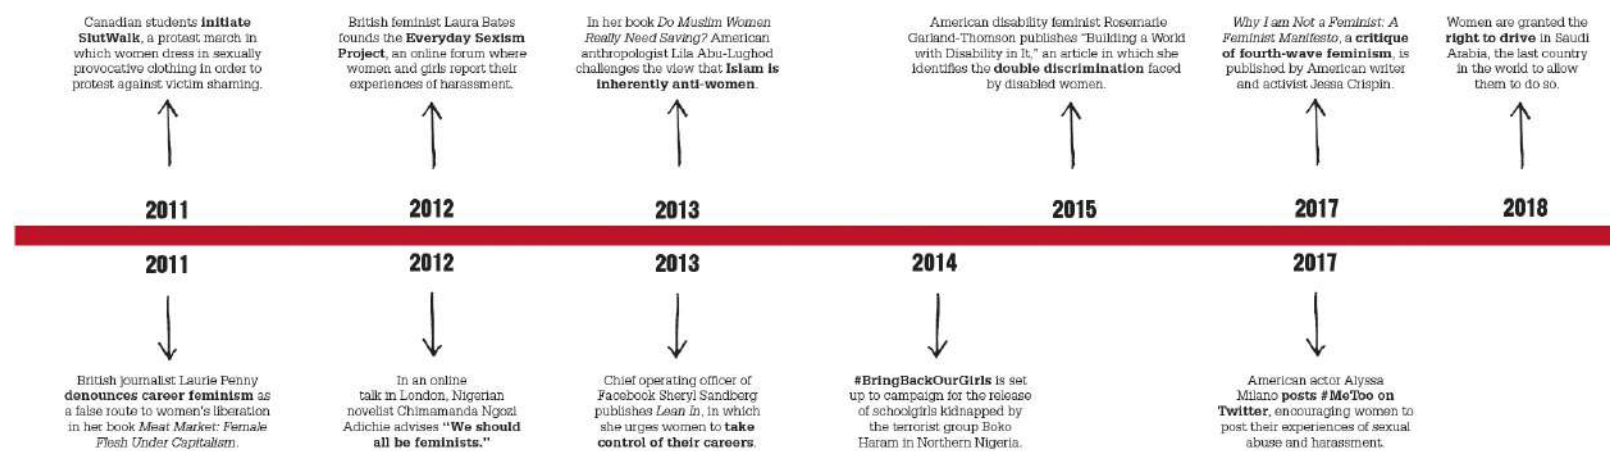 Canadian students initiate
SlutWalk, a protest march in
which women dress in sexually
provocative clothing in order to
protest against victim shaming.
British feminist Laura Bates
founds the Everyday Sexism
Project, an online forum where
women and girls report their
experiences of harassment.
In her book Do Muslim Women
Really Need Saving? American
anthropologist Lila Abu-Lughod
challenges the view that Islam is
inherently anti-women.
American disability feminist Rosemarie
Garland-Thomson publishes “Building a World
with Disability in It,” an article in which she
identifies the double discrimination faced
by disabled women.
Why I am Not a Feminist: A
Feminist Manifesto, a critique
of fourth-wave feminism, is
published by American writer
and activist Jessa Crispin.
Women are granted the
right to drive in Saudi
Arabia, the last country
in the world to allow
them to do so.
2011
2012
2013
2015
2017
2018
2011
2012
2013
2014
2017
British journalist Laurie Penny
denounces career feminism as
a false route to women's liberation
in her book Meat Market: Female
Flesh Under Capitalism.
In an online
talk in London, Nigerian
novelist Chimamanda Ngozi
Adichie advises “We should
all be feminists.”
Chief operating officer of
Facebook Sheryl Sandberg
publishes Lean In, in which
she urges women to take
control of their careers.
#BringBackOurGirls is set
up to campaign for the release
of schoolgirls kidnapped by
the terrorist group Boko
Haram in Northern Nigeria.
American actor Alyssa
Milano posts #MeToo on
Twitter, encouraging women to
post their experiences of sexual
abuse and harassment.